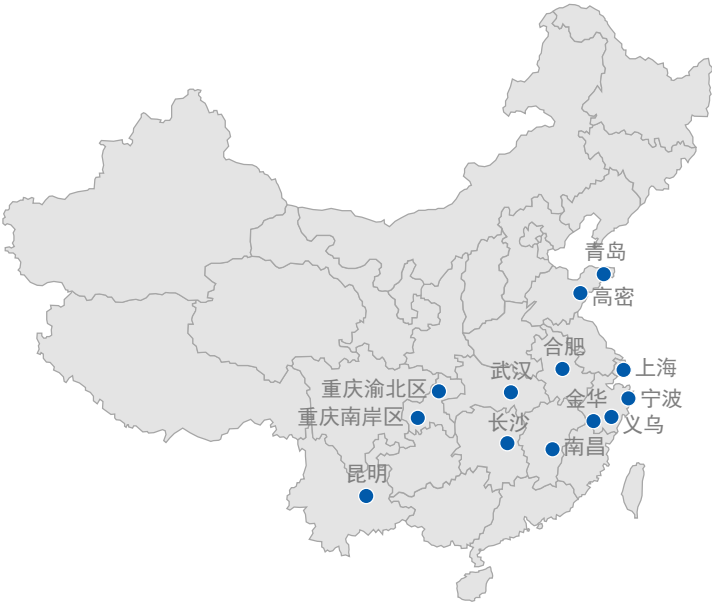 青岛
高密
合肥
上海
武汉
重庆渝北区
金华
宁波
重庆南岸区
长沙
义乌
南昌
昆明